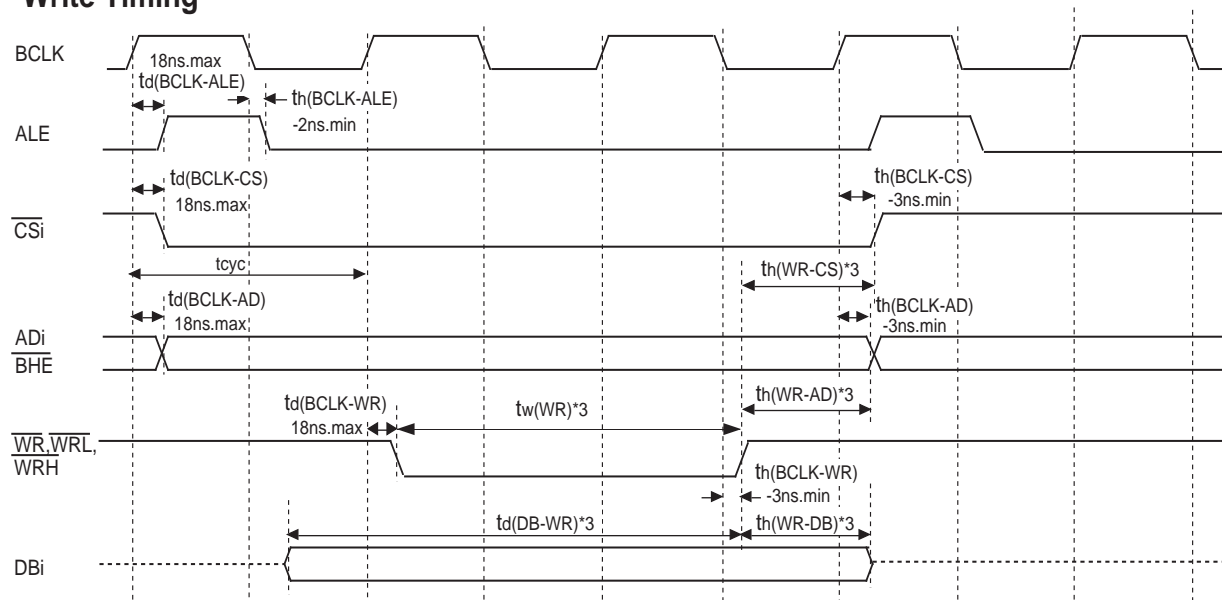 Write Timing
BCLK
18ns.max
td(BCLK-ALE)
th(BCLK-ALE)
-2ns.min
ALE
td(BCLK-CS)
18ns.max
th(BCLK-CS)
-3ns.min
CSi
tcyc
th(WR-CS)*3
td(BCLK-AD)
18ns.max
th(BCLK-AD)
-3ns.min
ADi
BHE
td(BCLK-WR)
18ns.max
tw(WR)*3
th(WR-AD)*3
WR,WRL,
WRH
th(BCLK-WR)
-3ns.min
td(DB-WR)*3
th(WR-DB)*3
DBi